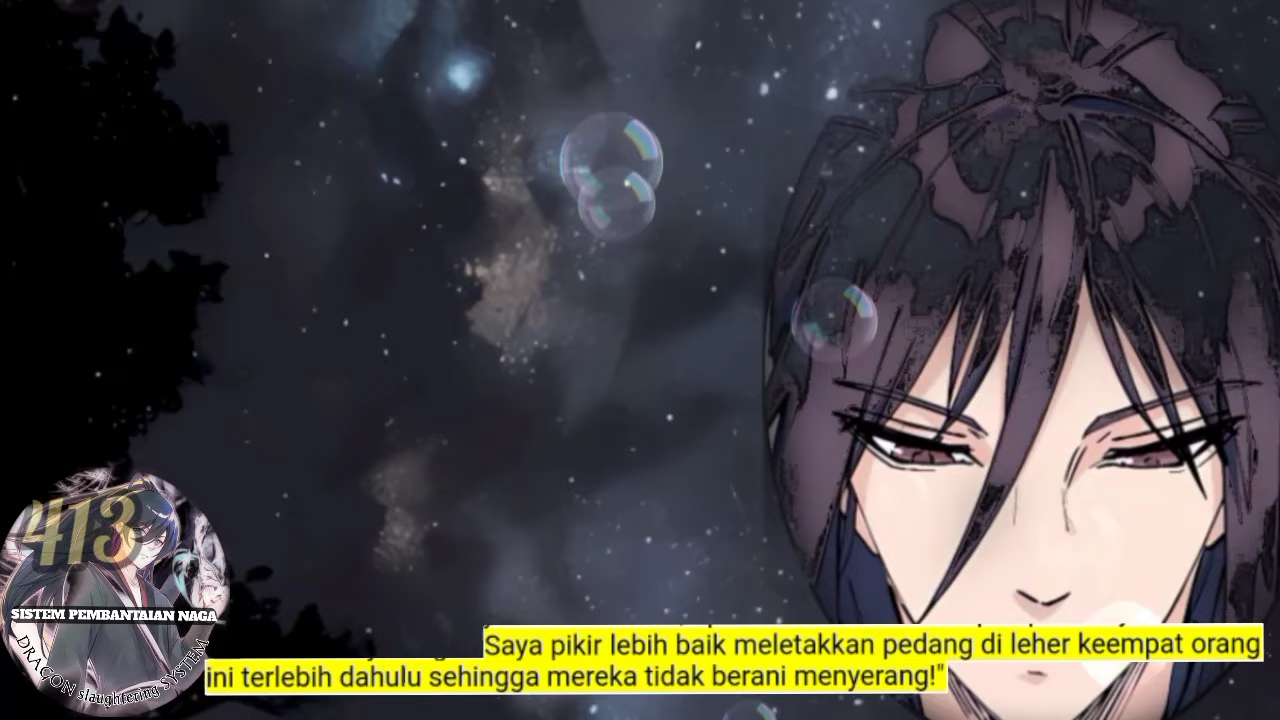 413
SISTEM PEMBANTAIAN NAGA
DRACON slaughtering SYSTEM
Saya pikir lebih baik meletakkan pedang di leher keempat orang
ini terlebih dahulu sehingga mereka tidak berani menyerang!"